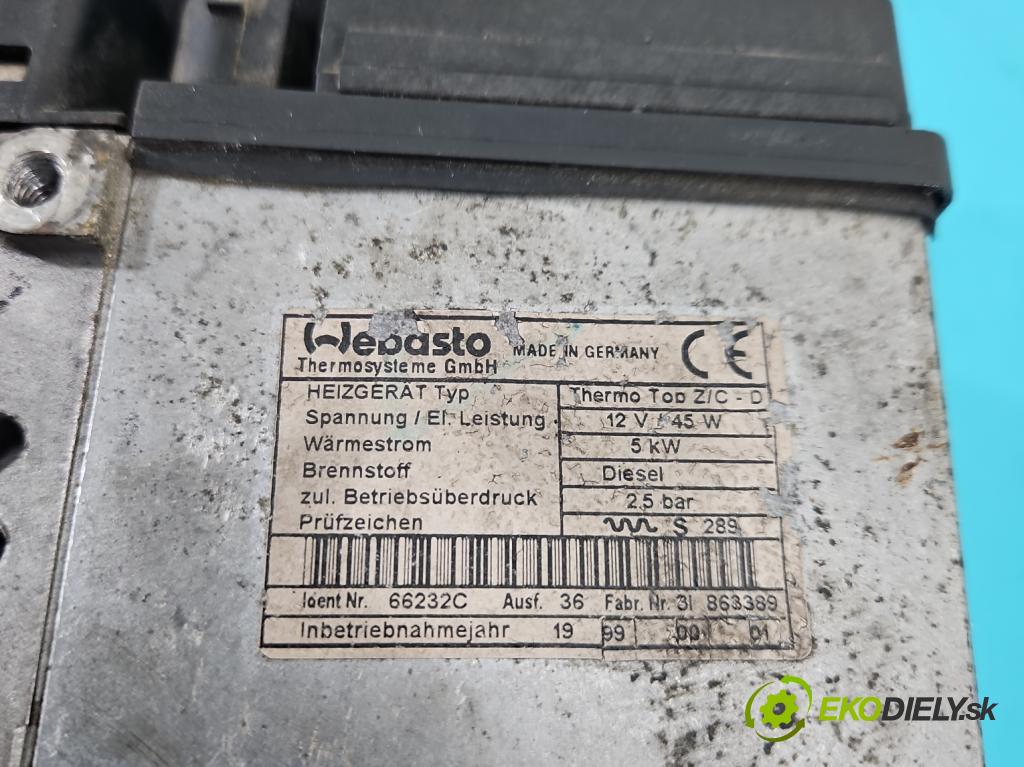 Webasto MADE IN GERMANY CE
Thermosysteme GmbH
HEIZGERÄT Typ Thermo Top Z/C - D
Spannung / El. Leistung 12 V / 45 W
Wärmestrom 5 kW
Brennstoff Diesel
zul. Betriebsüberdruck 2.5 bar
Prüfzeichen S 289
Ident Nr. 66232C Ausf. 36 Fabr. Nr. 31 863389
Inbetriebnahmejahr 19 99 00 01
EKODIELY.sk